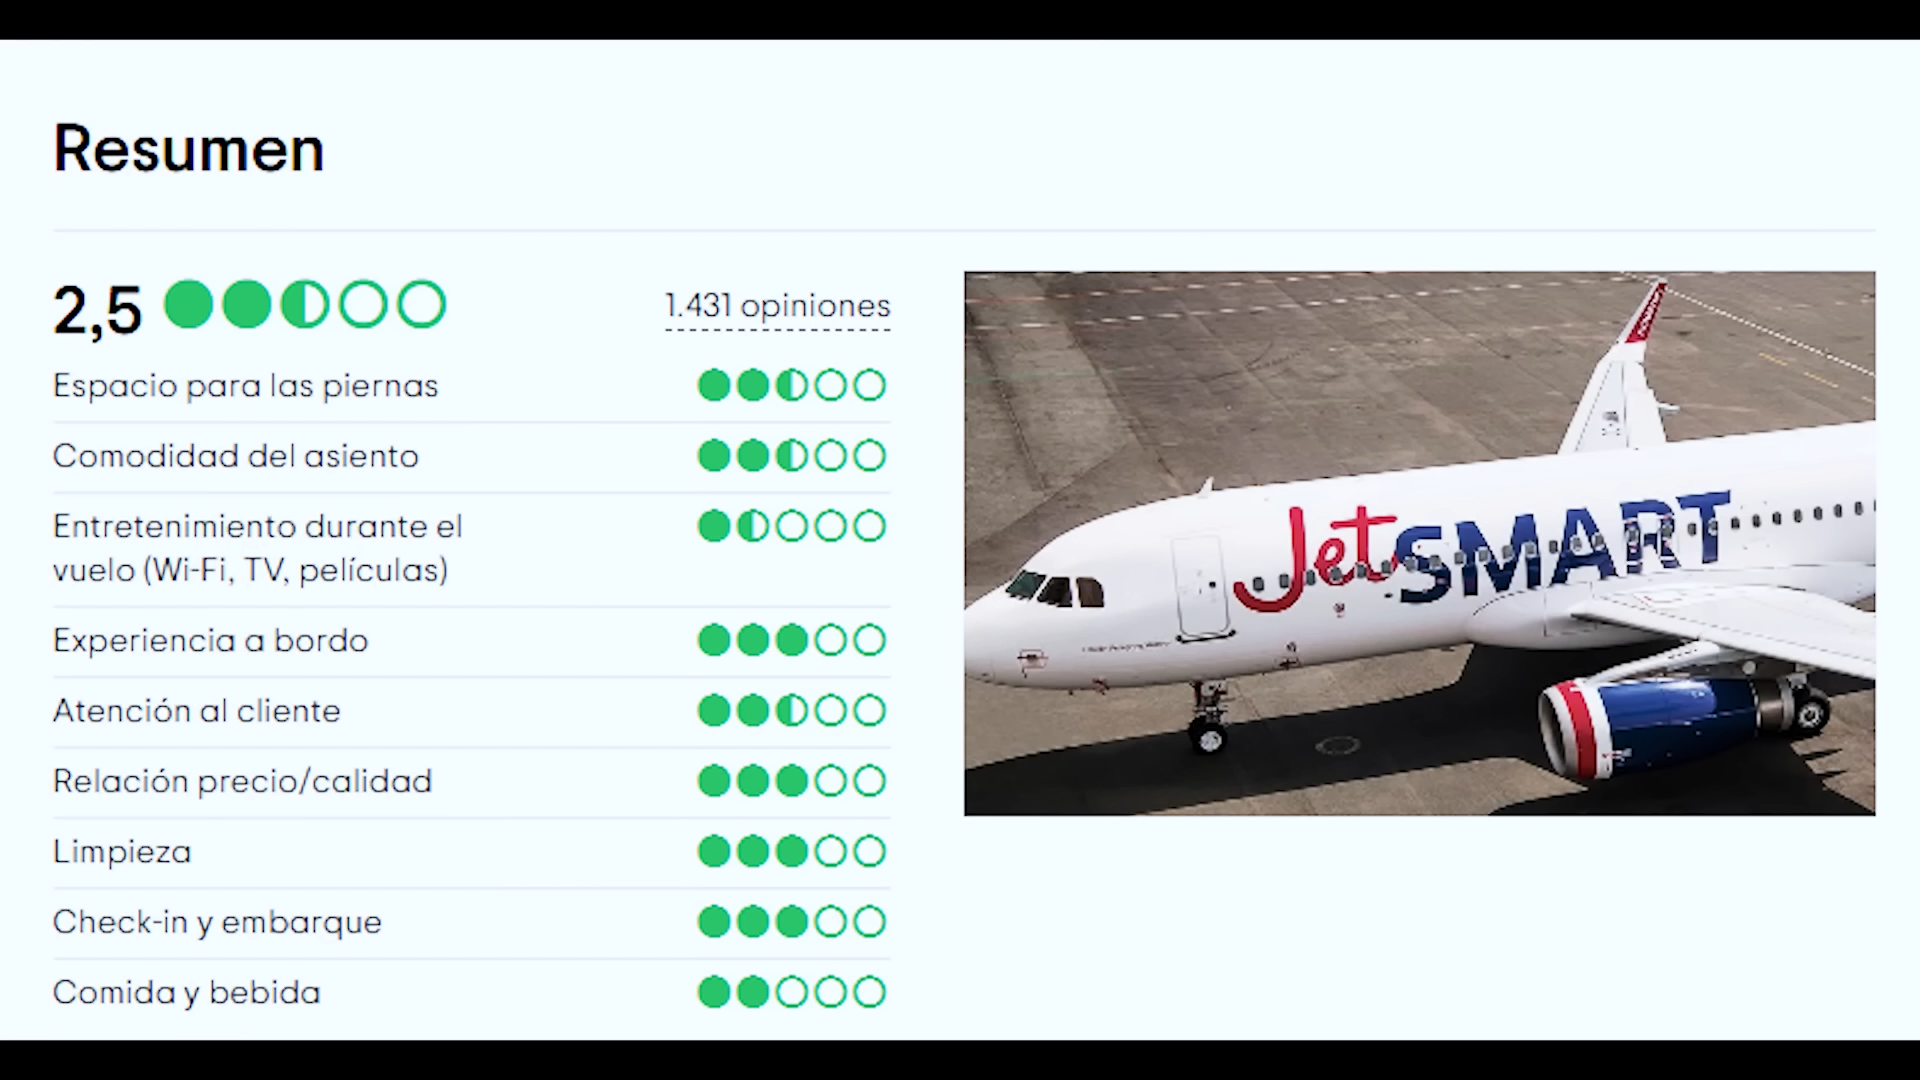 Resumen
2,5
1.431 opiniones
Espacio para las piernas
Comodidad del asiento
Entretenimiento durante el
vuelo (Wi-Fi, TV, películas)
Experiencia a bordo
Atención al cliente
Relación precio/calidad
Limpieza
Check-in y embarque
Comida y bebida
JetSMART